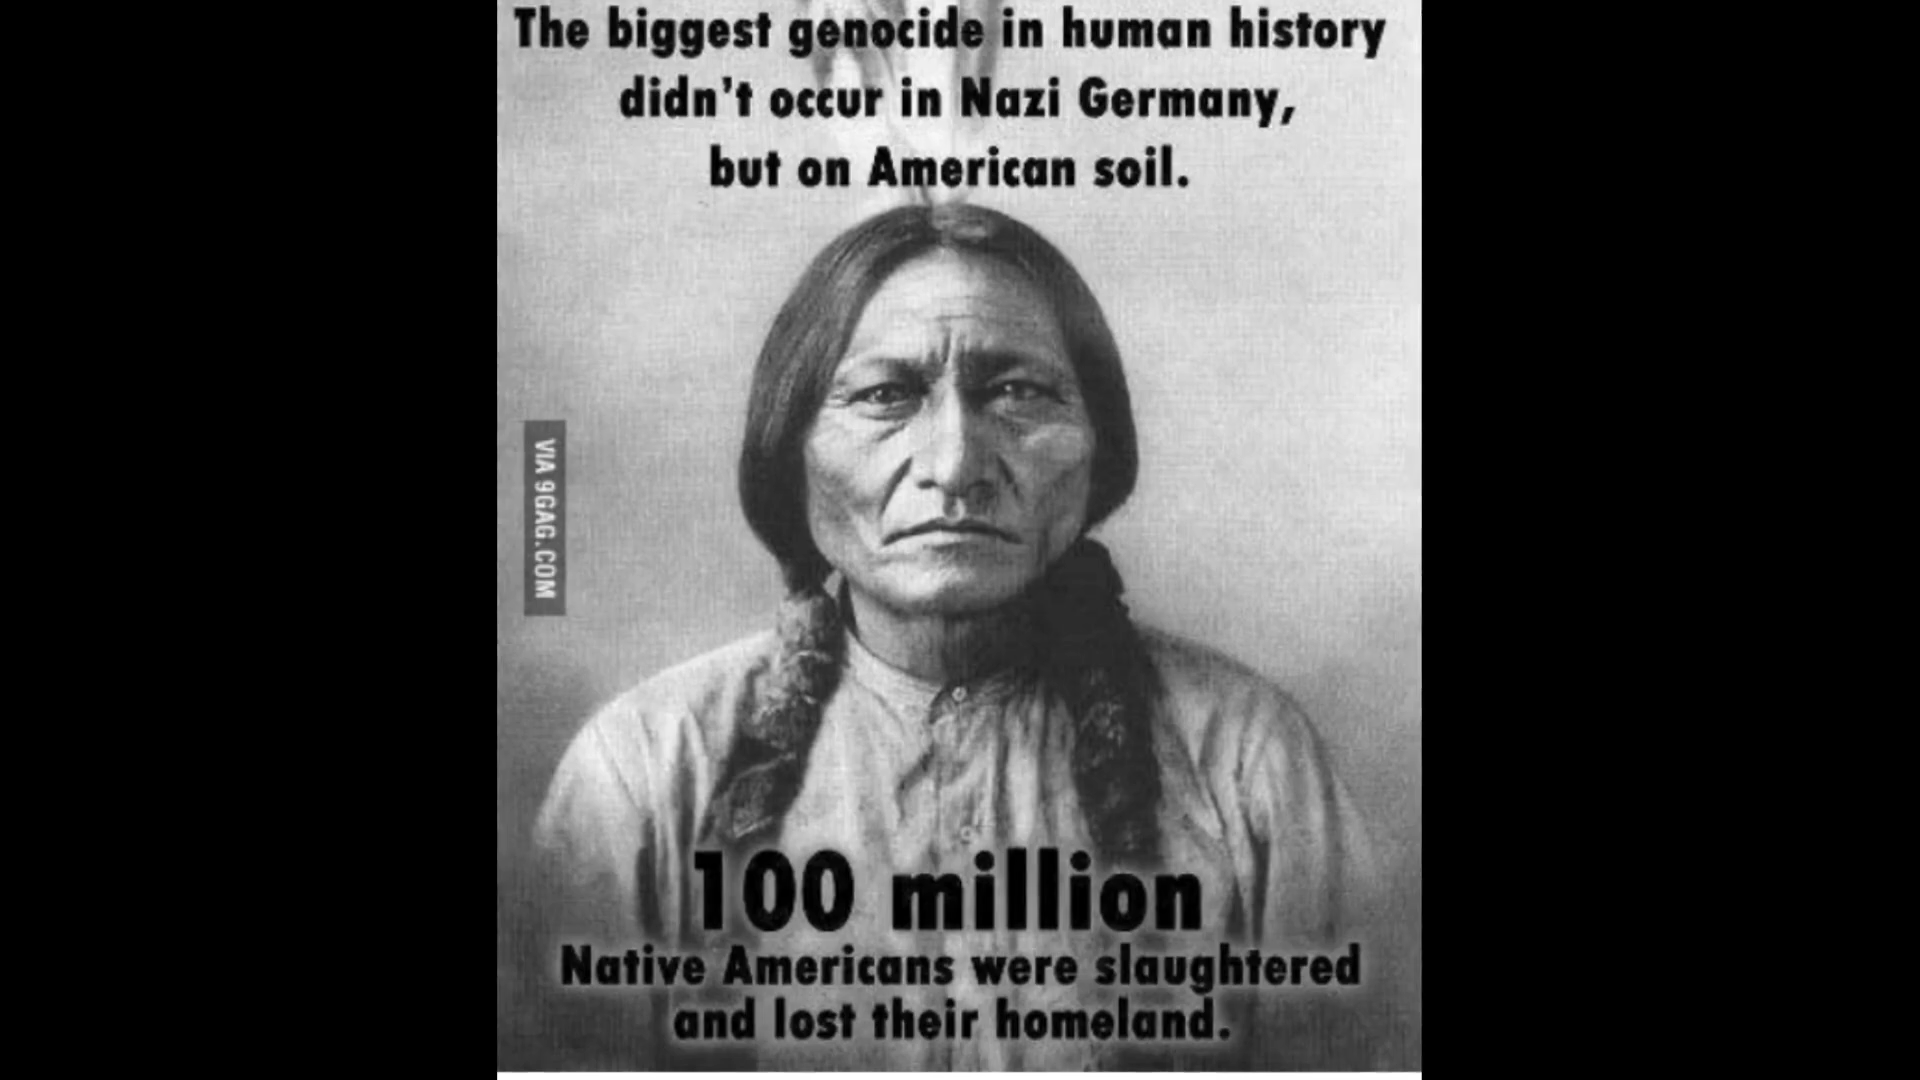 The biggest genocide in human history
didn't occur in Nazi Germany,
but on American soil.
VIA 9GAG.COM
100 million
Native Americans were slaughtered
and lost their homeland.